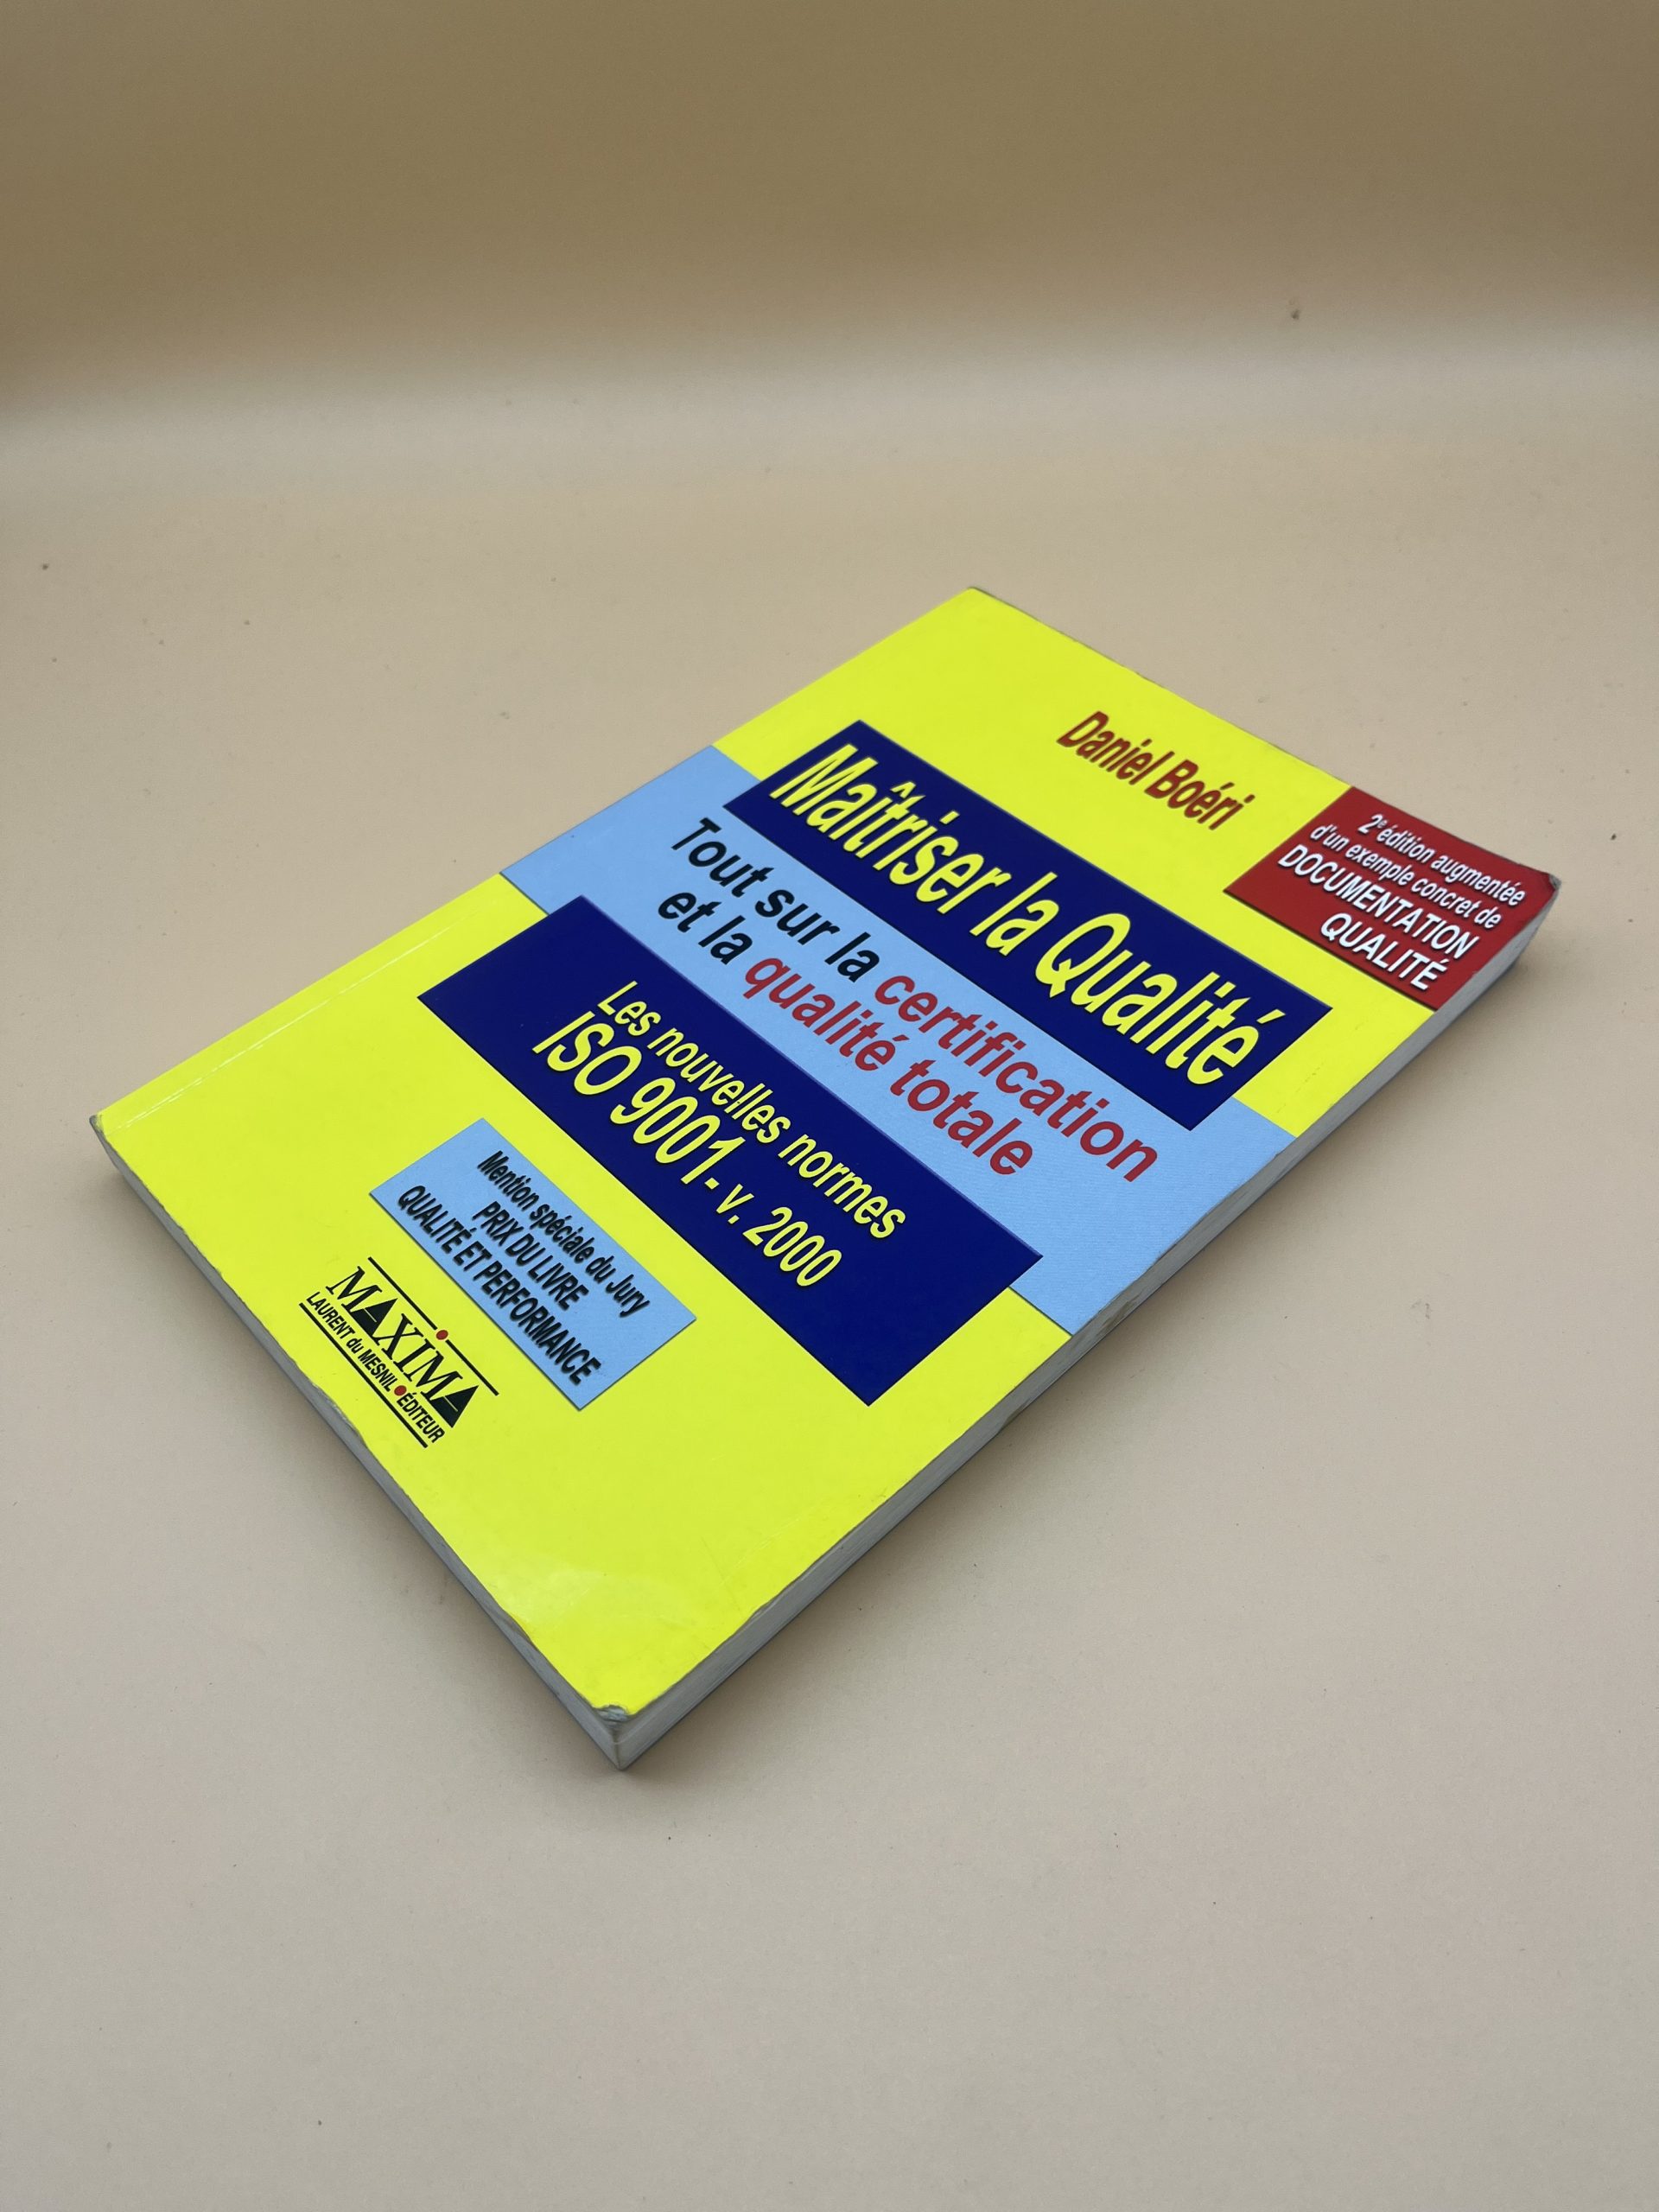 Daniel Boéri
2e édition augmentée
d'un exemple concret de
DOCUMENTATION
QUALITÉ
Maîtriser la Qualité
Tout sur la certification
et la qualité totale
Les nouvelles normes
ISO 9001- v. 2000
Mention spéciale du Jury
PRIX DU LIVRE
QUALITÉ ET PERFORMANCE
MAXIMA
LAURENT du MESNIL•ÉDITEUR